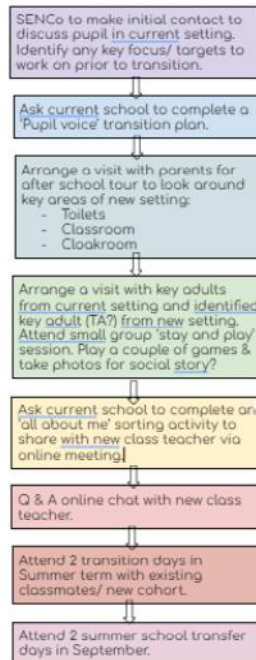 SENCo to make initial contact to
discuss pupil in current setting.
Identify any key focus/ targets to
work on prior to transition.
Ask current school to complete a
'Pupil voice' transition plan.
Arrange a visit with parents for
after school tour to look around
key areas of new setting:
- Toilets
- Classroom
- Cloakroom
Arrange a visit with key adults
from current setting and identified
key adult (TA?) from new setting.
Attend small group 'stay and play'
session. Play a couple of games &
take photos for social story?
Ask current school to complete an
'all about me' sorting activity to
share with new class teacher via
online meeting.
Q & A online chat with new class
teacher.
Attend 2 transition days in
Summer term with existing
classmates/ new cohort.
Attend 2 summer school transfer
days in September.